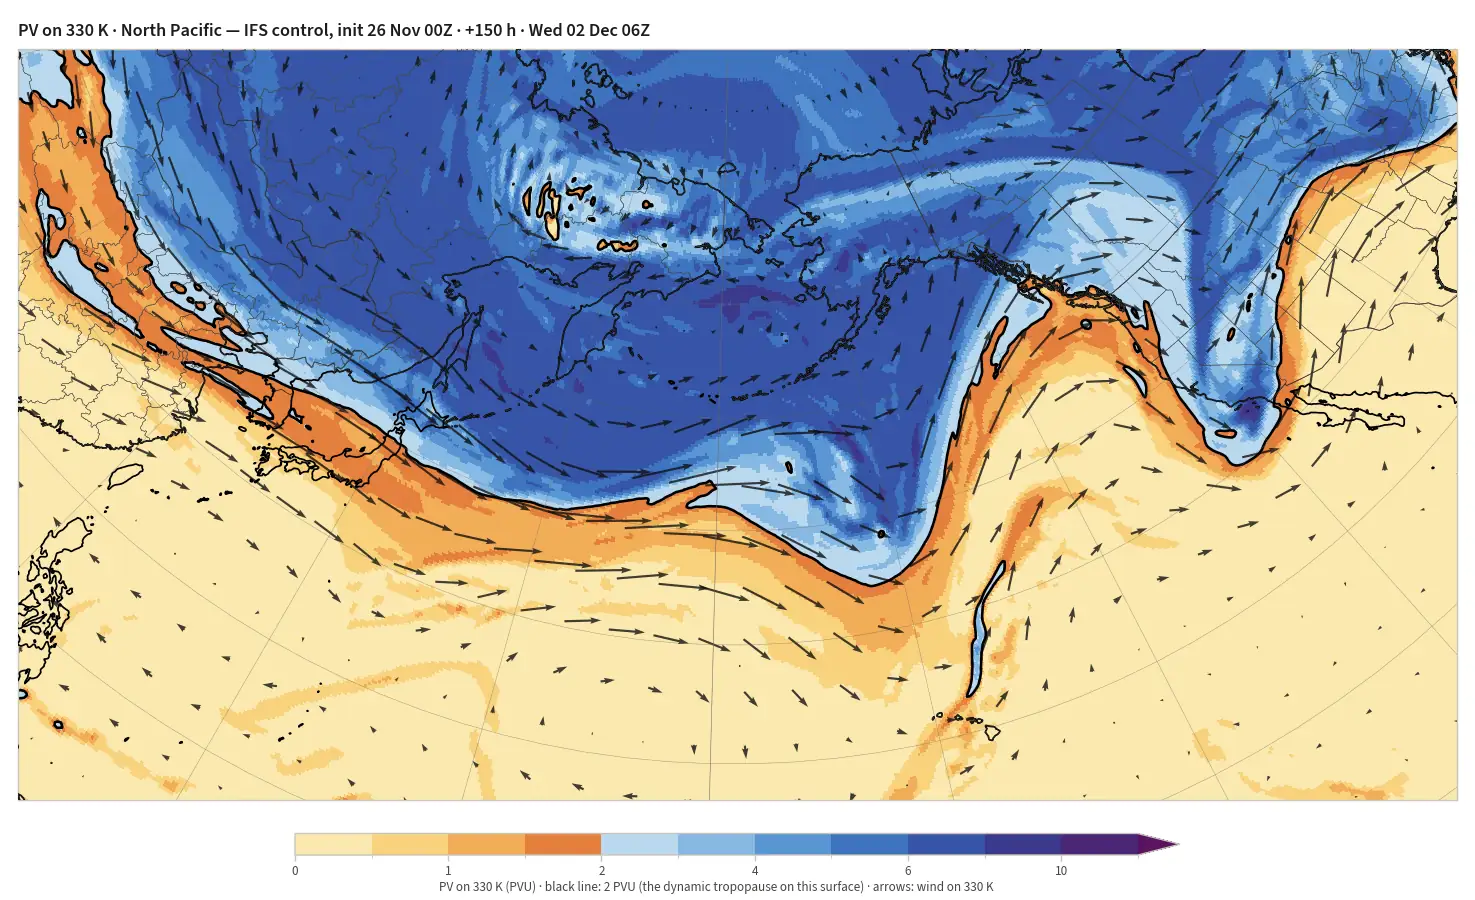 PV on 330 K · North Pacific — IFS control, init 26 Nov 00Z · +150 h · Wed 02 Dec 06Z
0 1 2 4 6 10
PV on 330 K (PVU) · black line: 2 PVU (the dynamic tropopause on this surface) · arrows: wind on 330 K